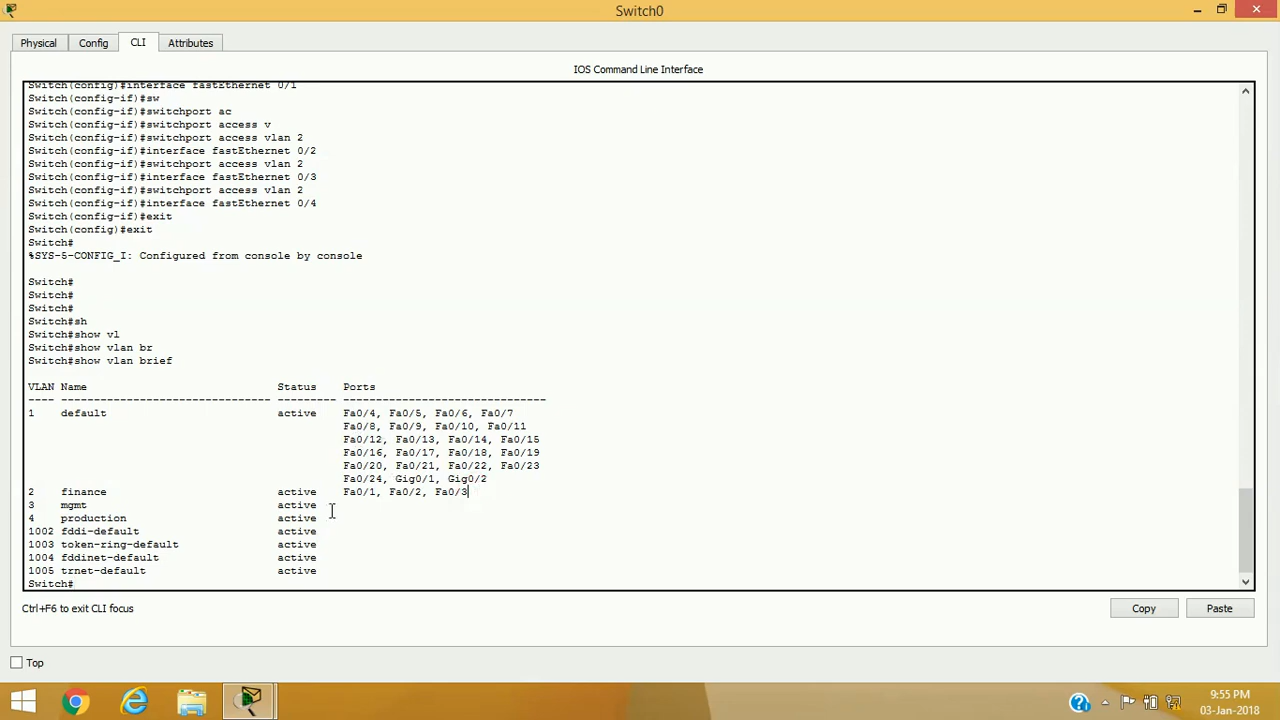 Switch0
Physical Config CLI Attributes
IOS Command Line Interface
Switch(config)#interface fastEthernet 0/1
Switch(config-if)#sw
Switch(config-if)#switchport ac
Switch(config-if)#switchport access v
Switch(config-if)#switchport access vlan 2
Switch(config-if)#interface fastEthernet 0/2
Switch(config-if)#switchport access vlan 2
Switch(config-if)#interface fastEthernet 0/3
Switch(config-if)#switchport access vlan 2
Switch(config-if)#interface fastEthernet 0/4
Switch(config-if)#exit
Switch(config)#exit
Switch#
%SYS-5-CONFIG_I: Configured from console by console
Switch#
Switch#
Switch#
Switch#sh
Switch#show vl
Switch#show vlan br
Switch#show vlan brief
VLAN Name Status Ports
---- -------------------------------- --------- -------------------------------
1 default active Fa0/4, Fa0/5, Fa0/6, Fa0/7
Fa0/8, Fa0/9, Fa0/10, Fa0/11
Fa0/12, Fa0/13, Fa0/14, Fa0/15
Fa0/16, Fa0/17, Fa0/18, Fa0/19
Fa0/20, Fa0/21, Fa0/22, Fa0/23
Fa0/24, Gig0/1, Gig0/2
2 finance active Fa0/1, Fa0/2, Fa0/3
3 mgmt active
4 production active
1002 fddi-default active
1003 token-ring-default active
1004 fddinet-default active
1005 trnet-default active
Switch#
Ctrl+F6 to exit CLI focus
Copy Paste
Top
9:55 PM
03-Jan-2018